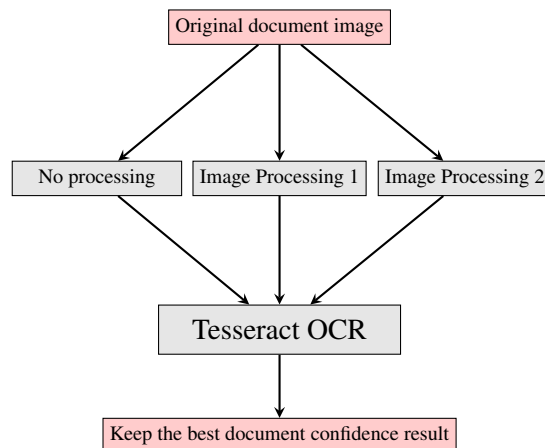 Original document image
No processing
Image Processing 1
Image Processing 2
Tesseract OCR
Keep the best document confidence result